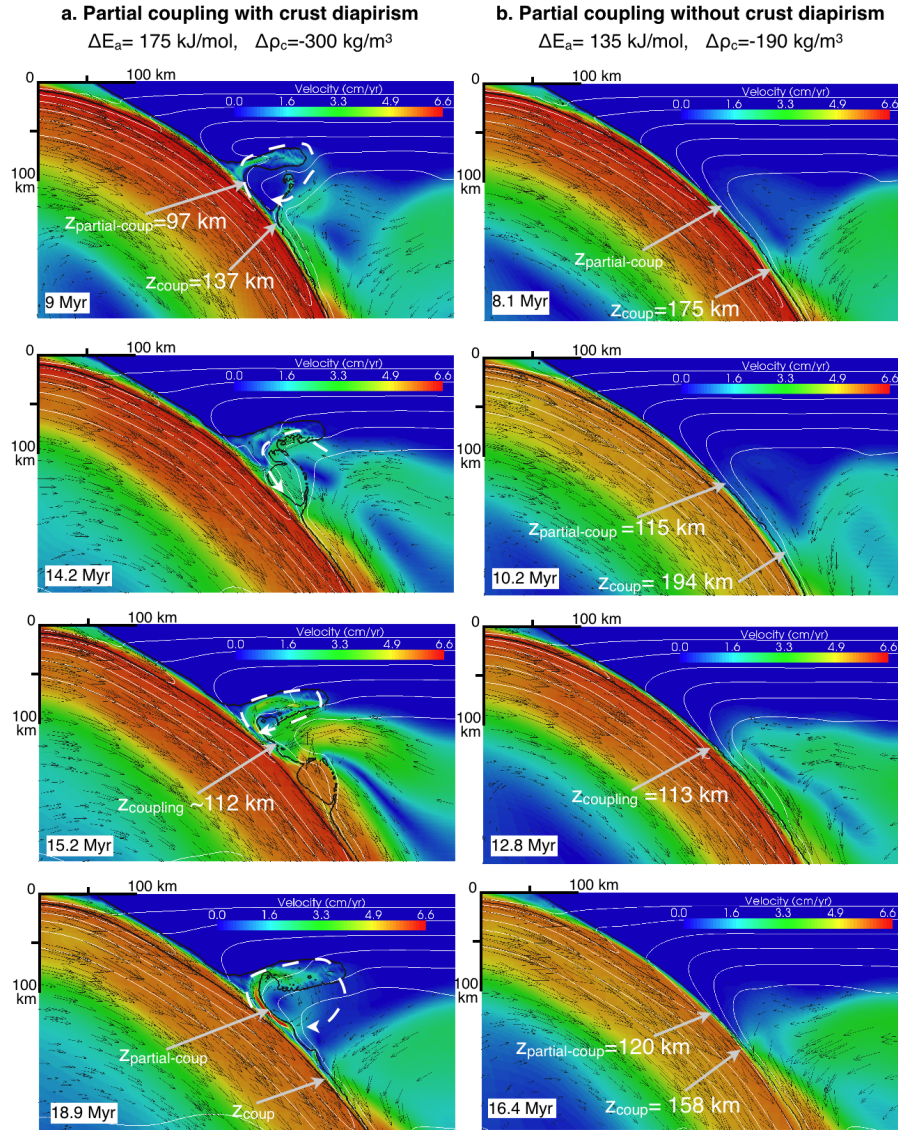 a. Partial coupling with crust diapirism
ΔEa= 175 kJ/mol, Δρc=-300 kg/m³
0
100 km
Velocity (cm/yr)
0.0 1.6 3.3 4.9 6.6
100
km
zpartial-coup=97 km
zcoup=137 km
9 Myr
0
100 km
Velocity (cm/yr)
0.0 1.6 3.3 4.9 6.6
100
km
14.2 Myr
0
100 km
Velocity (cm/yr)
0.0 1.6 3.3 4.9 6.6
100
km
zcoupling ~112 km
15.2 Myr
0
100 km
Velocity (cm/yr)
0.0 1.6 3.3 4.9 6.6
100
km
zpartial-coup
zcoup
18.9 Myr
b. Partial coupling without crust diapirism
ΔEa= 135 kJ/mol, Δρc=-190 kg/m³
0
100 km
Velocity (cm/yr)
0.0 1.6 3.3 4.9 6.6
100
km
zpartial-coup
zcoup= 175 km
8.1 Myr
0
100 km
Velocity (cm/yr)
0.0 1.6 3.3 4.9 6.6
100
km
zpartial-coup =115 km
zcoup= 194 km
10.2 Myr
0
100 km
Velocity (cm/yr)
0.0 1.6 3.3 4.9 6.6
100
km
zcoupling =113 km
12.8 Myr
0
100 km
Velocity (cm/yr)
0.0 1.6 3.3 4.9 6.6
100
km
zpartial-coup=120 km
zcoup= 158 km
16.4 Myr